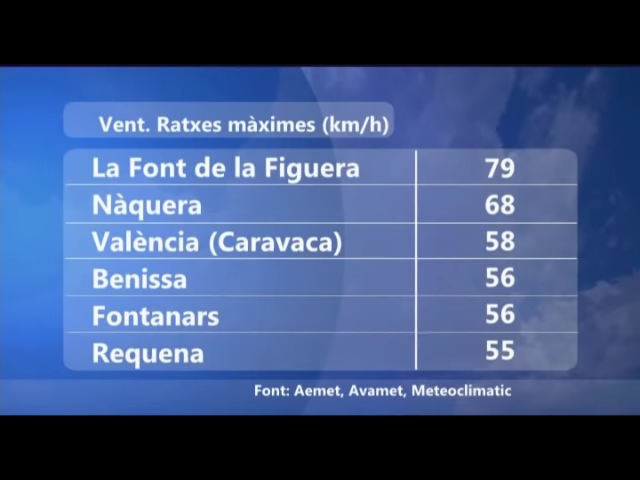 Vent. Ratxes màximes (km/h)
La Font de la Figuera 79
Nàquera 68
València (Caravaca) 58
Benissa 56
Fontanars 56
Requena 55
Font: Aemet, Avamet, Meteoclimatic